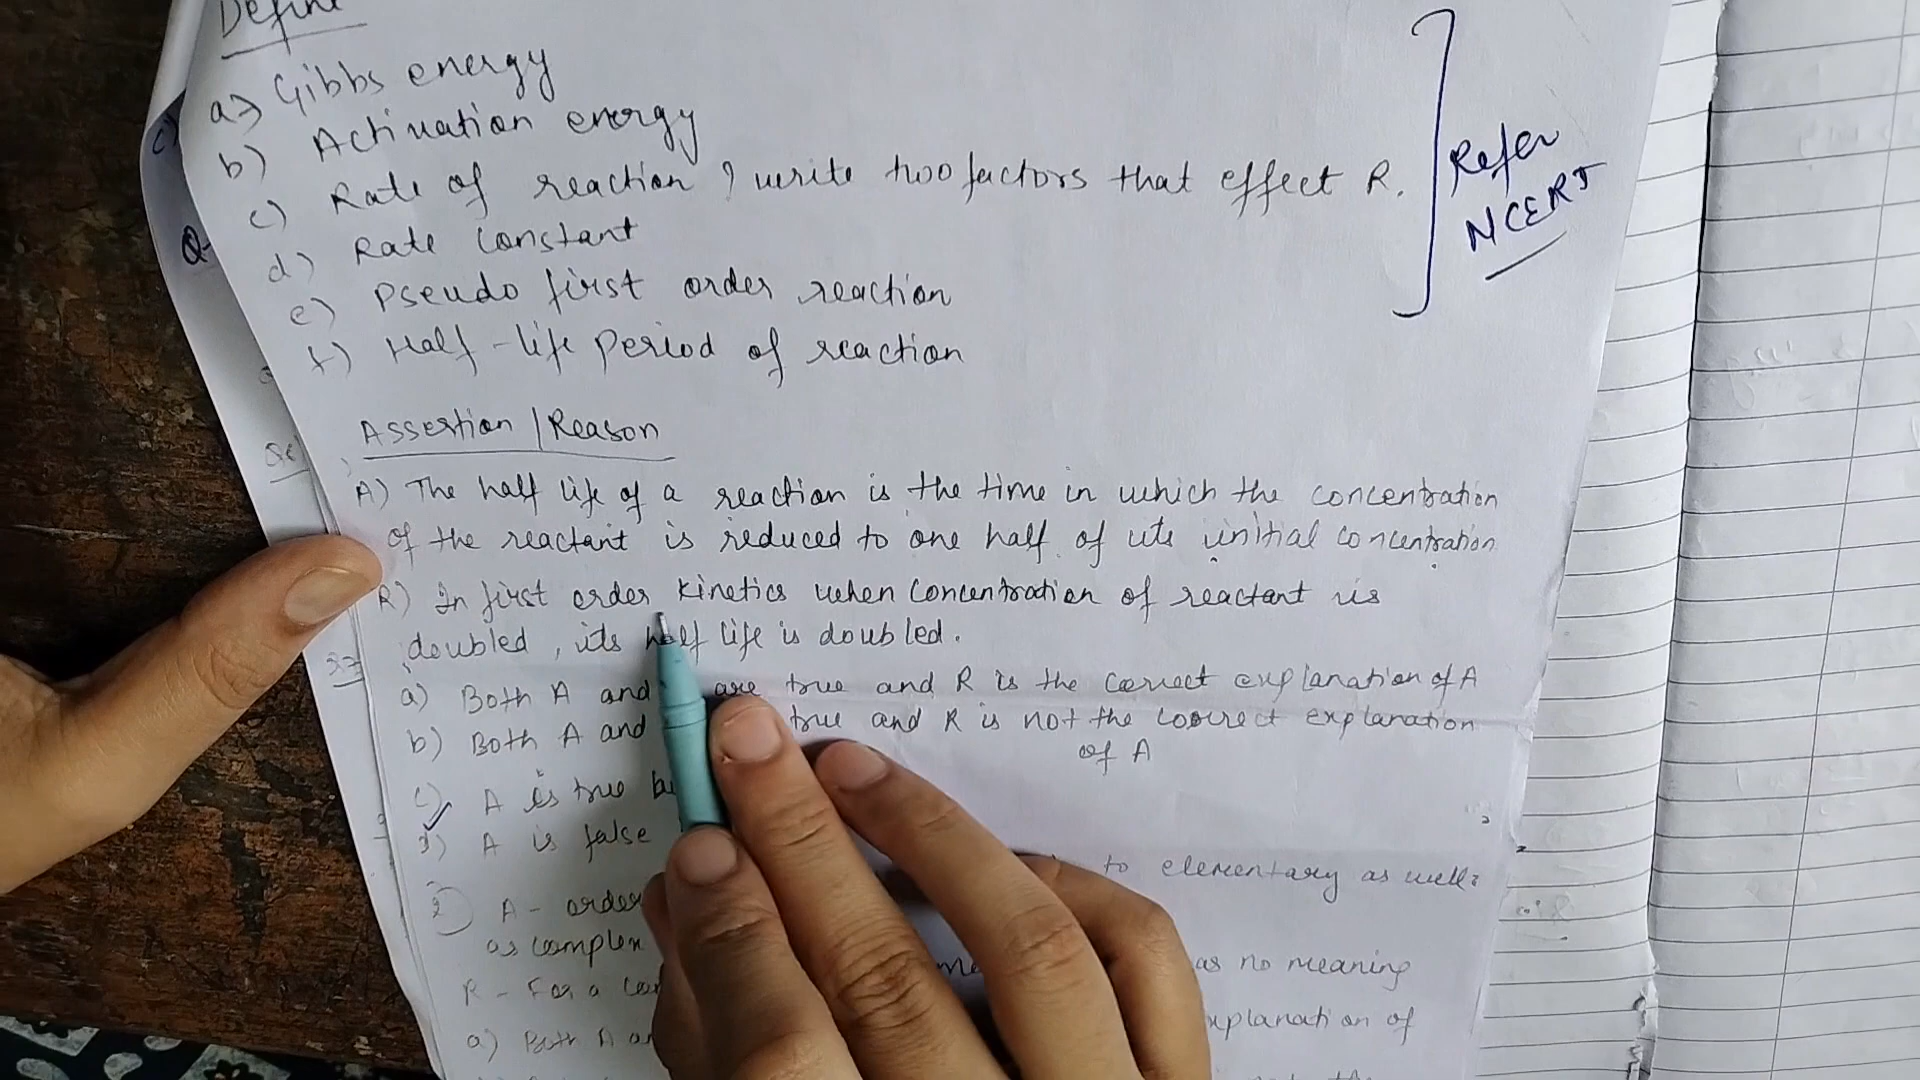 Define
a) Gibbs energy
b) Activation energy
c) Rate of reaction & write two factors that effect R.
d) Rate constant
e) Pseudo first order reaction
f) Half-life period of reaction
Refer
NCERT
Assertion | Reason
A) The half life of a reaction is the time in which the concentration
of the reactant is reduced to one half of its initial concentration
R) In first order kinetics when concentration of reactant is
doubled, its half life is doubled.
a) Both A and are true and R is the correct explanation of A
b) Both A and true and R is not the correct explanation
of A
c) A is true
d) A is false
2) A - order to elementary as well
as complex
R - For a as no meaning
a) Both A explanation of